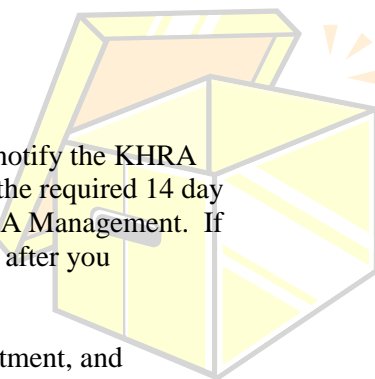 notify the KHRA
the required 14 day
A Management.  If
after you
tment, and